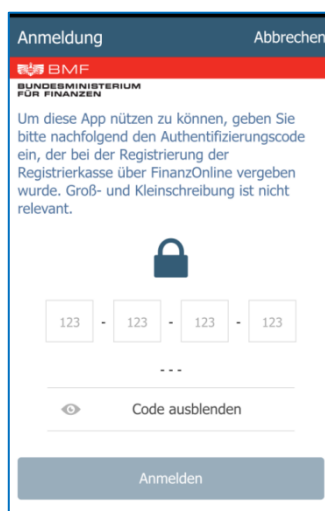 Anmeldung Abbrechen
BMF
BUNDESMINISTERIUM
FÜR FINANZEN
Um diese App nützen zu können, geben Sie
bitte nachfolgend den Authentifizierungscode
ein, der bei der Registrierung der
Registrierkasse über FinanzOnline vergeben
wurde. Groß- und Kleinschreibung ist nicht
relevant.
123 - 123 - 123 - 123
---
Code ausblenden
Anmelden